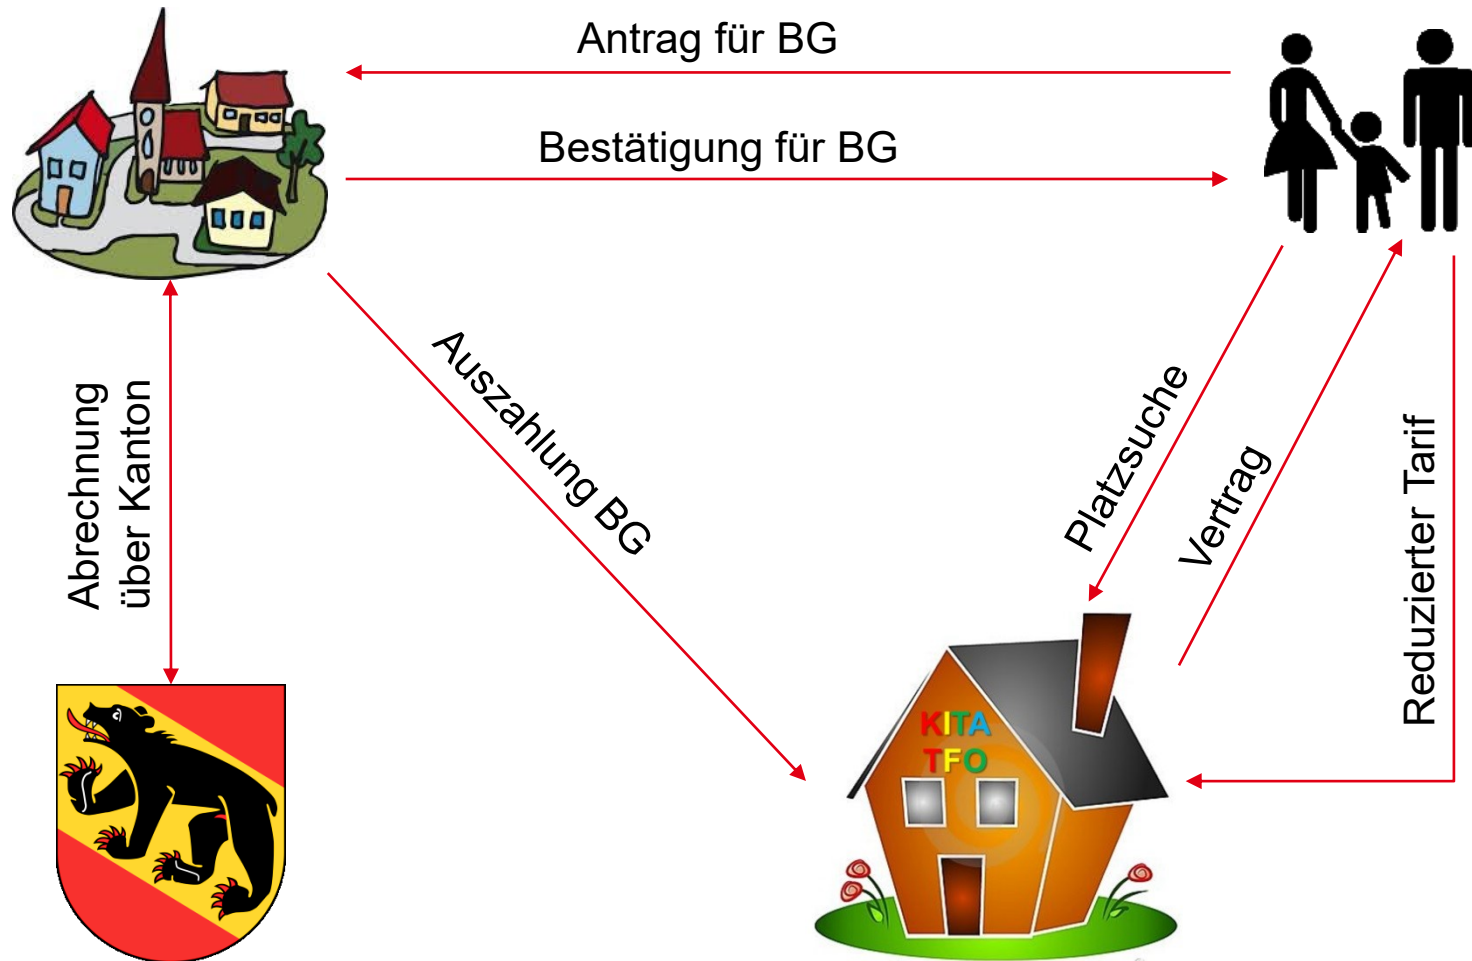 Antrag für BG
Bestätigung für BG
Auszahlung BG
Platzsuche
Vertrag
Reduzierter Tarif
Abrechnung
über Kanton
KITA
TFO